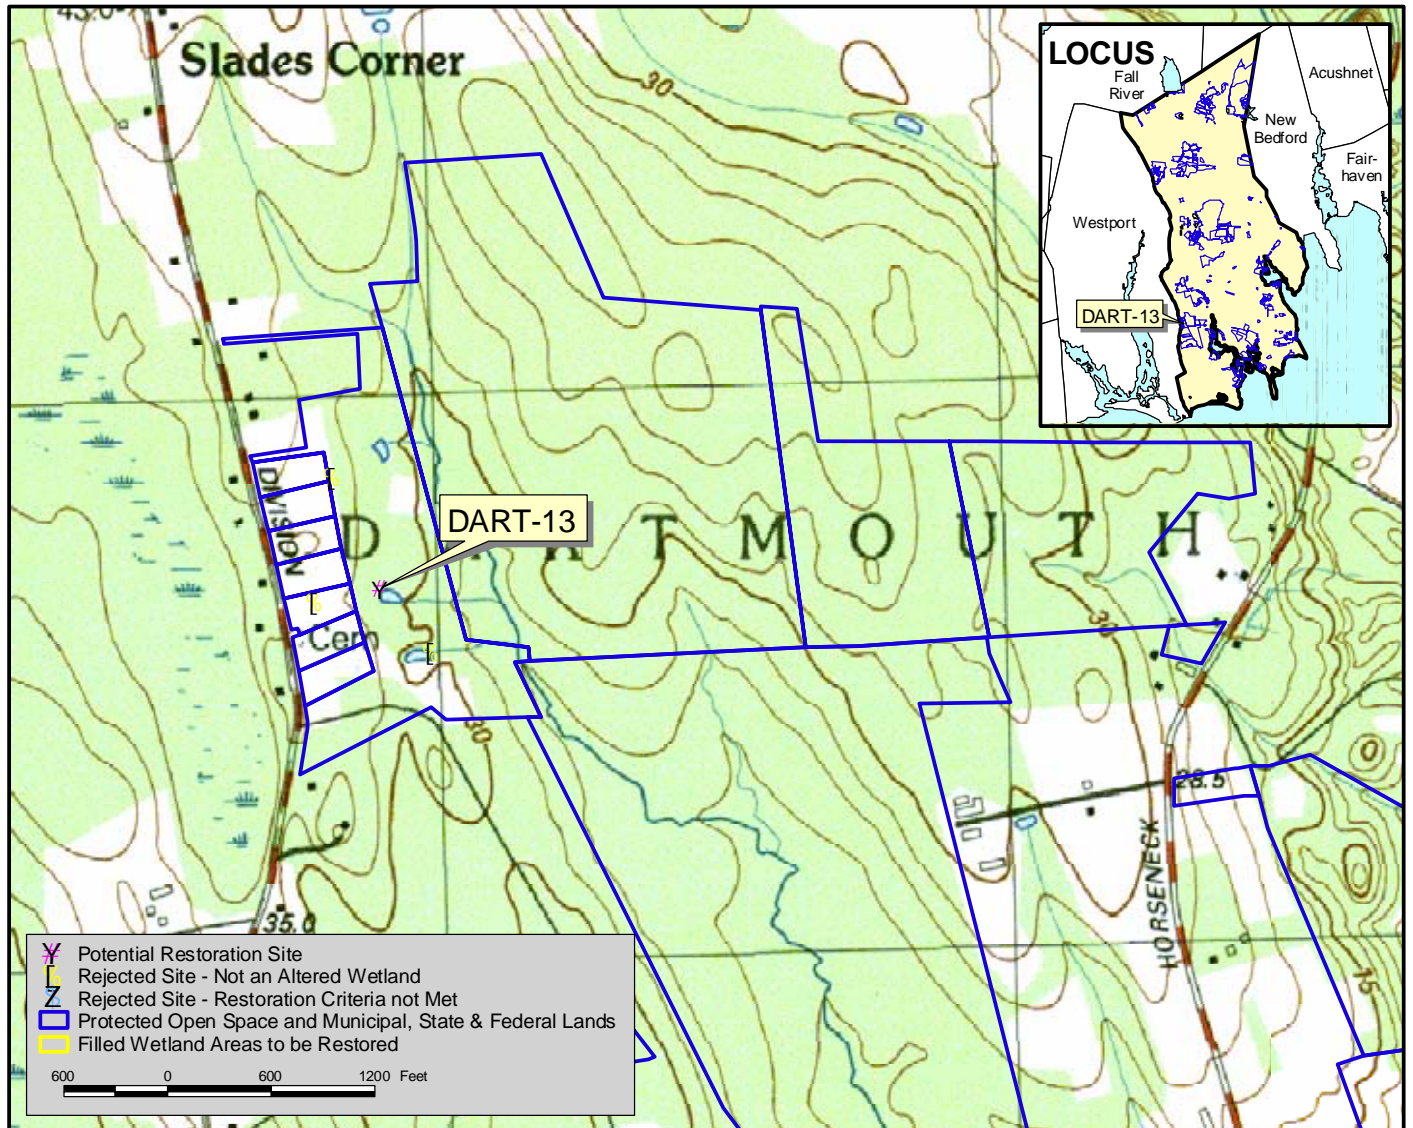 Slades Corner
30
LOCUS
Fall
River
Acushnet
New
Bedford
Fair-
haven
Westport
DART-13
DIVISION
DART-13
D A R T M O U T H
Cem
30
30
28.5
HORSENECK
15
35.0
Potential Restoration Site
Rejected Site - Not an Altered Wetland
Rejected Site - Restoration Criteria not Met
Protected Open Space and Municipal, State & Federal Lands
Filled Wetland Areas to be Restored
600 0 600 1200 Feet